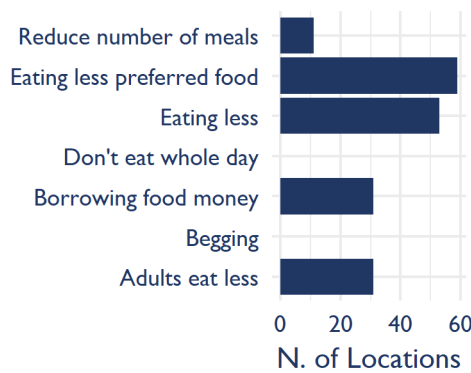 Reduce number of meals
Eating less preferred food
Eating less
Don't eat whole day
Borrowing food money
Begging
Adults eat less
0 20 40 60
N. of Locations